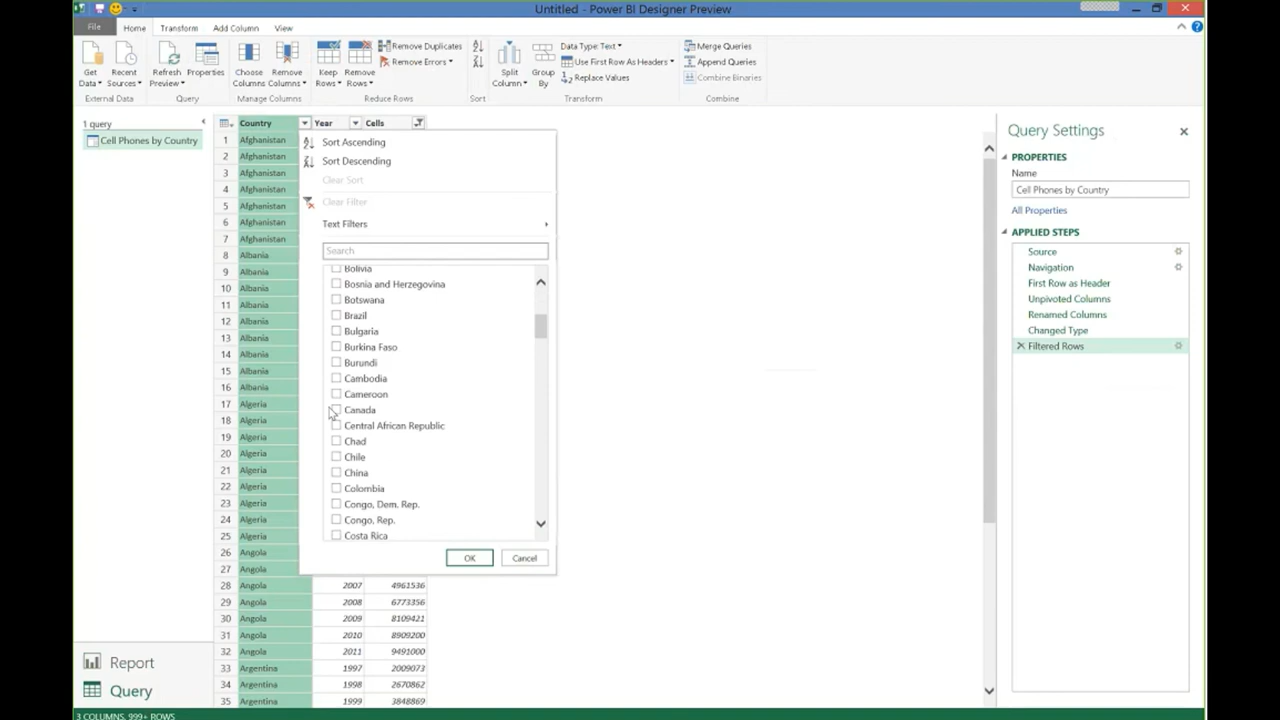 Untitled - Power BI Designer Preview
File Home Transform Add Column View
Get Data Recent Sources Refresh Preview Properties Choose Columns Remove Columns Keep Rows Remove Rows Remove Duplicates Remove Errors Split Column Group By Data Type: Text Use First Row As Headers Replace Values Merge Queries Append Queries Combine Binaries
External Data Query Manage Columns Reduce Rows Sort Transform Combine
1 query
Cell Phones by Country
Country Year Cells
1 Afghanistan
2 Afghanistan
3 Afghanistan
4 Afghanistan
5 Afghanistan
6 Afghanistan
7 Afghanistan
8 Albania
9 Albania
10 Albania
11 Albania
12 Albania
13 Albania
14 Albania
15 Albania
16 Albania
17 Algeria
18 Algeria
19 Algeria
20 Algeria
21 Algeria
22 Algeria
23 Algeria
24 Algeria
25 Algeria
26 Angola
27 Angola
28 Angola 2007 4961536
29 Angola 2008 6773356
30 Angola 2009 8109421
31 Angola 2010 8909200
32 Angola 2011 9491000
33 Argentina 1997 2009073
34 Argentina 1998 2670862
35 Argentina 1999 3848869
Sort Ascending
Sort Descending
Clear Sort
Clear Filter
Text Filters
Search
Bolivia
Bosnia and Herzegovina
Botswana
Brazil
Bulgaria
Burkina Faso
Burundi
Cambodia
Cameroon
Canada
Central African Republic
Chad
Chile
China
Colombia
Congo, Dem. Rep.
Congo, Rep.
Costa Rica
OK Cancel
Query Settings
PROPERTIES
Name
Cell Phones by Country
All Properties
APPLIED STEPS
Source
Navigation
First Row as Header
Unpivoted Columns
Renamed Columns
Changed Type
Filtered Rows
Report
Query
3 COLUMNS, 999+ ROWS